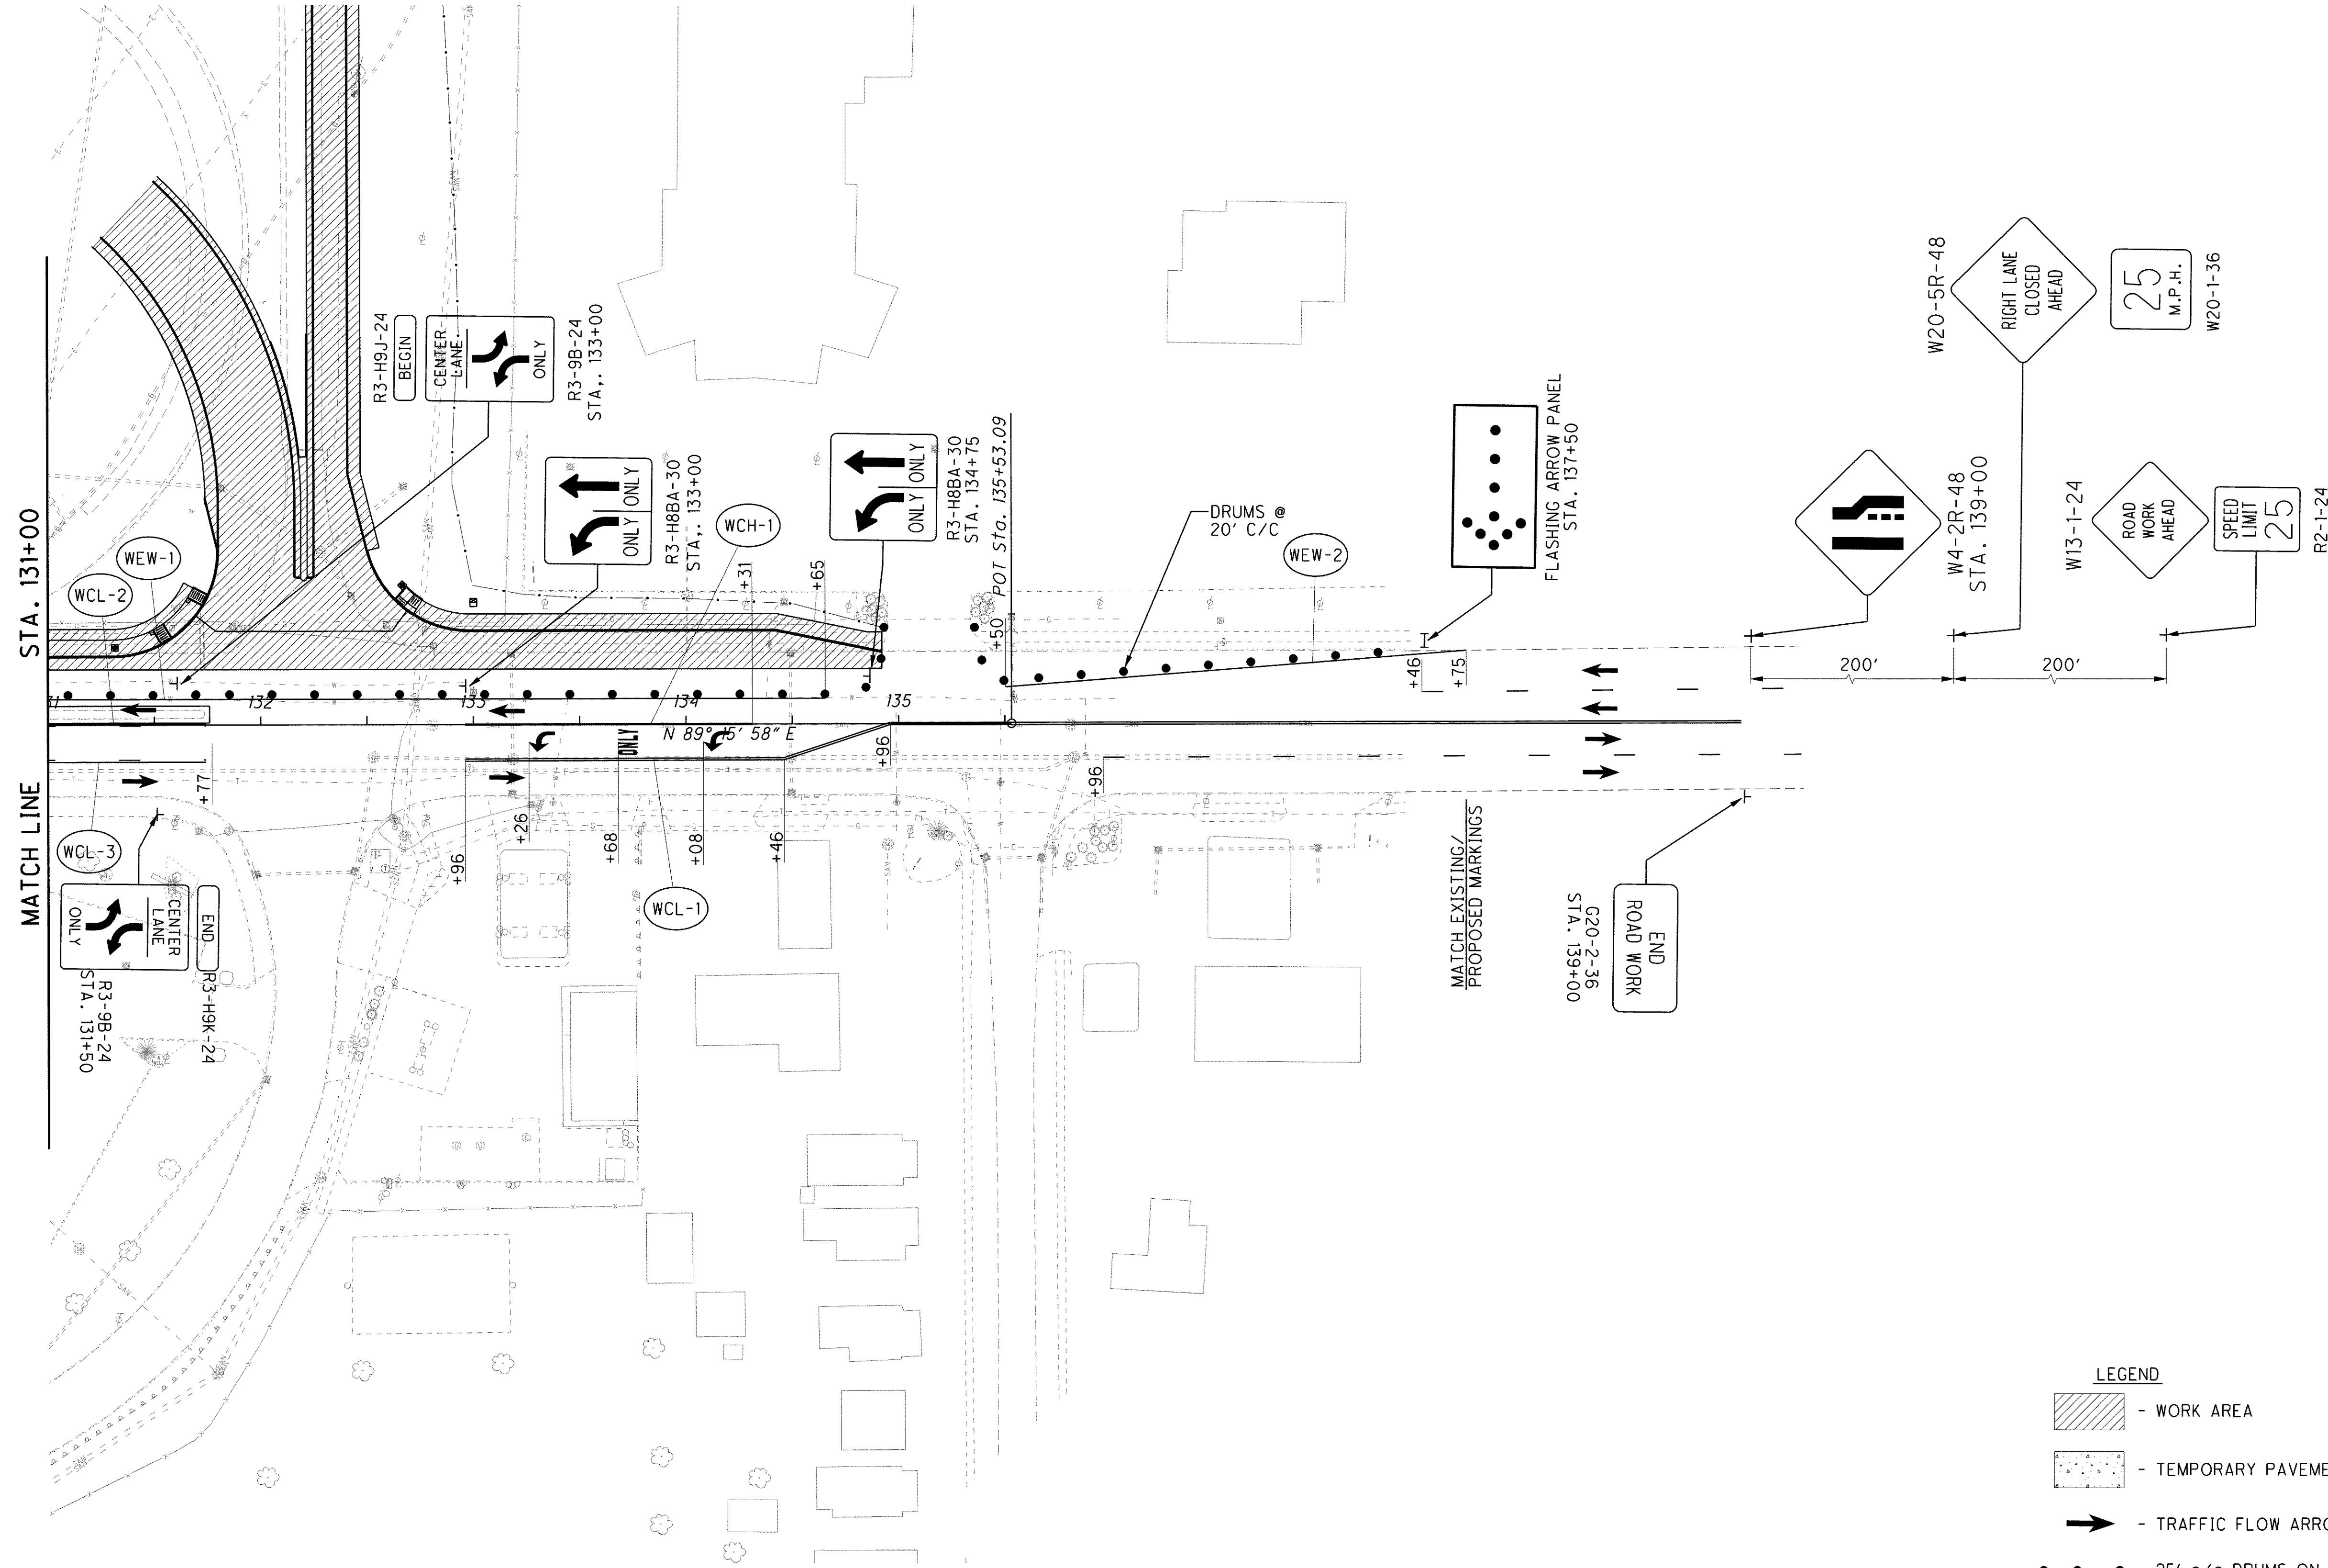 MATCH LINE
STA. 131+00
WCL-2
WEW-1
WCL-3
R3-H9J-24
BEGIN
CENTER
LANE
ONLY
R3-9B-24
STA,. 133+00
ONLY
ONLY
R3-H8BA-30
STA,. 133+00
WCH-1
+31
+65
ONLY
ONLY
R3-H8BA-30
STA. 134+75
POT Sta. 135+53.09
+50
DRUMS @
20' C/C
WEW-2
FLASHING ARROW PANEL
STA. 137+50
+46
+75
W4-2R-48
STA. 139+00
W20-5R-48
RIGHT LANE
CLOSED
AHEAD
25
M.P.H.
W20-1-36
W13-1-24
ROAD
WORK
AHEAD
SPEED
LIMIT
25
R2-1-24
200'
200'
132
133
134
135
N 89° 15' 58" E
ONLY
+77
+96
+26
+68
+08
+46
+96
+96
WCL-1
CENTER
LANE
ONLY
END
R3-H9K-24
R3-9B-24
STA. 131+50
MATCH EXISTING/
PROPOSED MARKINGS
END
ROAD WORK
G20-2-36
STA. 139+00
LEGEND
- WORK AREA
- TEMPORARY PAVEME
- TRAFFIC FLOW ARRO